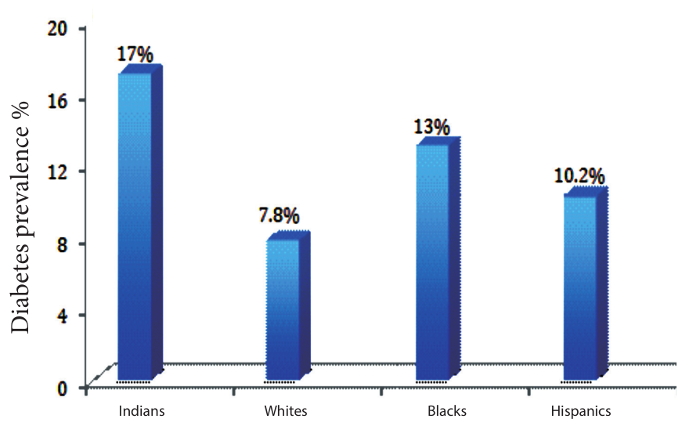 Diabetes prevalence %
20
16
12
8
4
0
17%
7.8%
13%
10.2%
Indians
Whites
Blacks
Hispanics